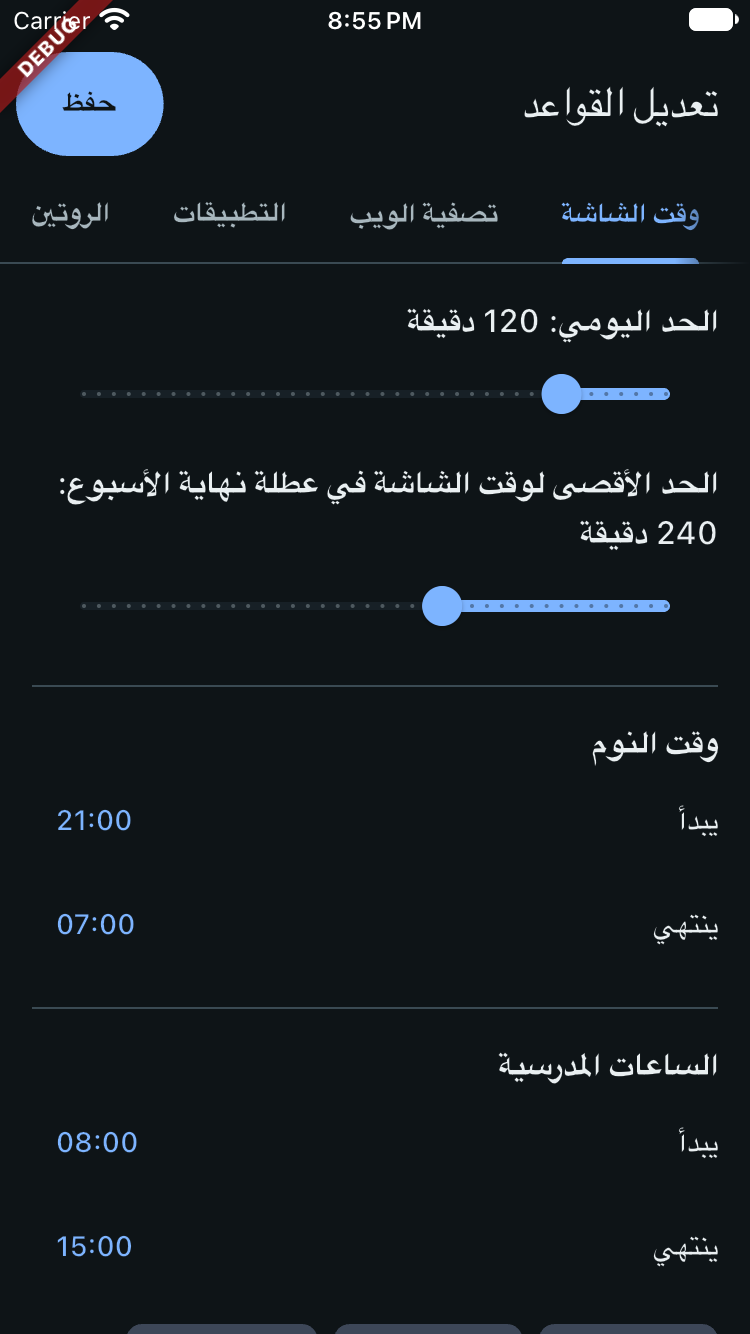 Carrier
8:55 PM
DEBUG
تعديل القواعد
حفظ
وقت الشاشة
تصفية الويب
التطبيقات
الروتين
الحد اليومي: 120 دقيقة
الحد الأقصى لوقت الشاشة في عطلة نهاية الأسبوع:
240 دقيقة
وقت النوم
يبدأ 21:00
ينتهي 07:00
الساعات المدرسية
يبدأ 08:00
ينتهي 15:00